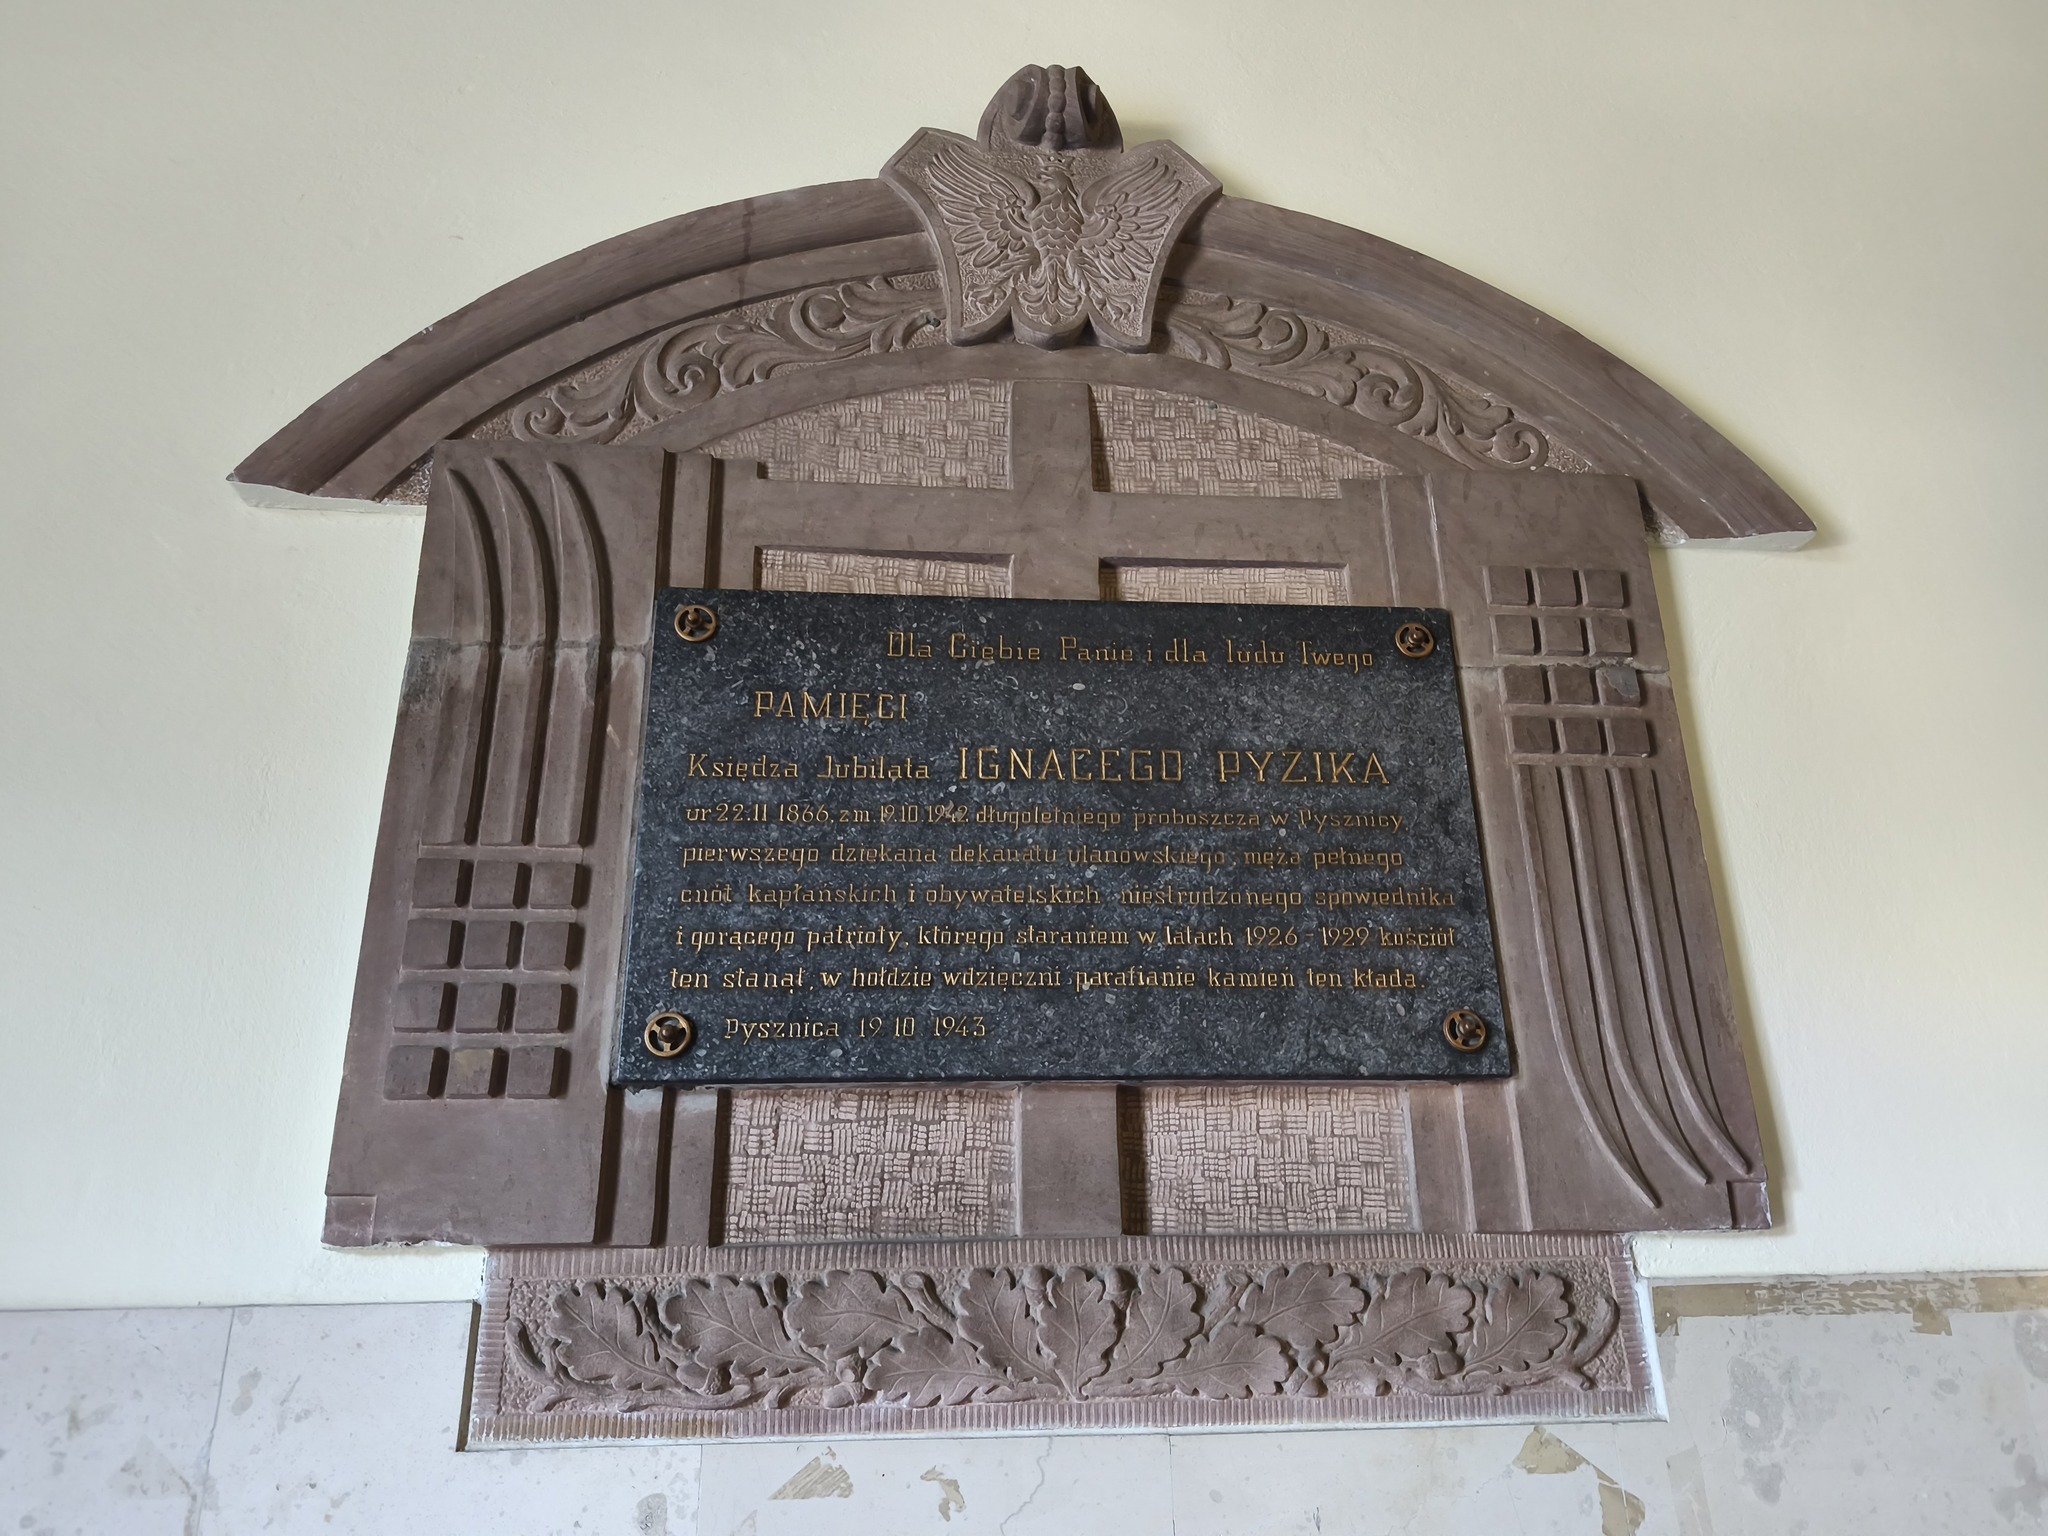 Dla Ciebie Panie i dla ludu Twego
PAMIĘCI
Księdza Jubilata IGNACEGO PYZIKA
ur 22.11 1866, zm. 19.10 1942 długoletniego proboszcza w Pysznicy,
pierwszego dziekana dekanatu ulanowskiego, męża pełnego
cnót kapłańskich i obywatelskich niestrudzonego spowiednika
i gorącego patrioty, którego staraniem w latach 1926 - 1929 kościół
ten stanął, w hołdzie wdzięczni parafianie kamień ten kłada.
Pysznica 19 10 1943